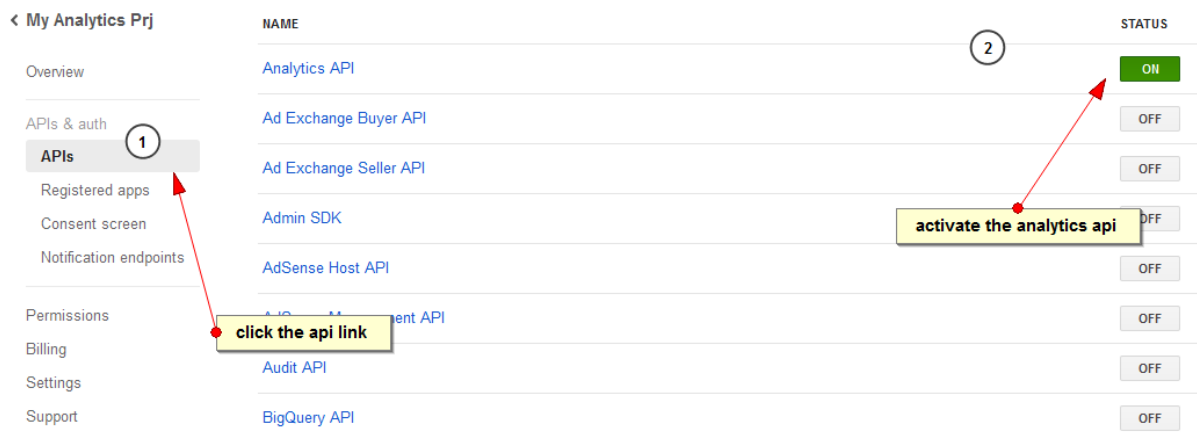 My Analytics Prj
NAME
STATUS
Overview
2
Analytics API
ON
APIs & auth
1
Ad Exchange Buyer API
OFF
APIs
Ad Exchange Seller API
OFF
Registered apps
Consent screen
Admin SDK
activate the analytics api
OFF
Notification endpoints
AdSense Host API
OFF
Permissions
API
OFF
click the api link
Billing
Audit API
OFF
Settings
Support
BigQuery API
OFF